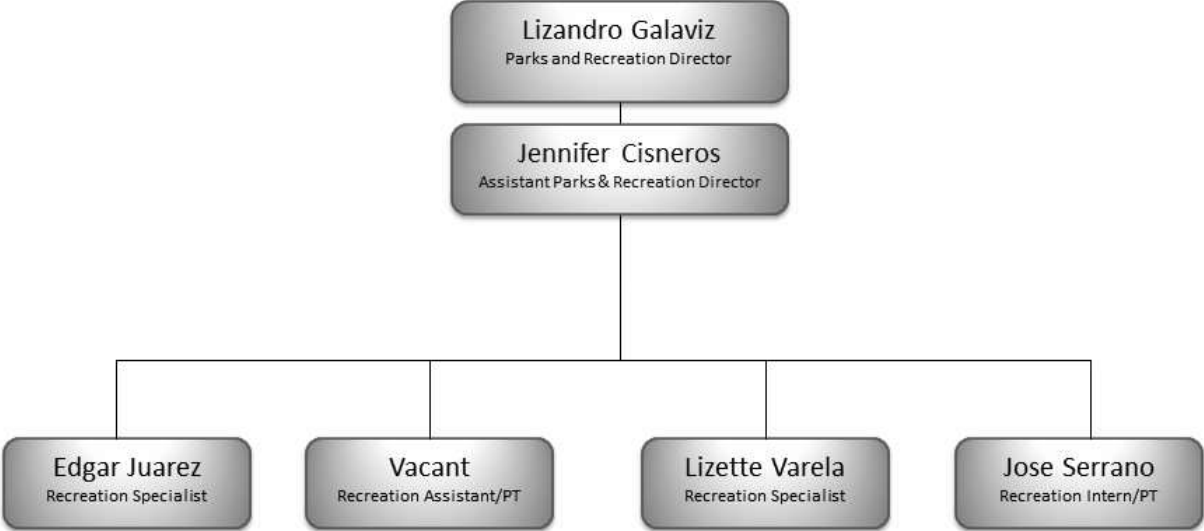 Lizandro Galaviz
Parks and Recreation Director
Jennifer Cisneros
Assistant Parks & Recreation Director
Edgar Juarez
Recreation Specialist
Vacant
Recreation Assistant/PT
Lizette Varela
Recreation Specialist
Jose Serrano
Recreation Intern/PT